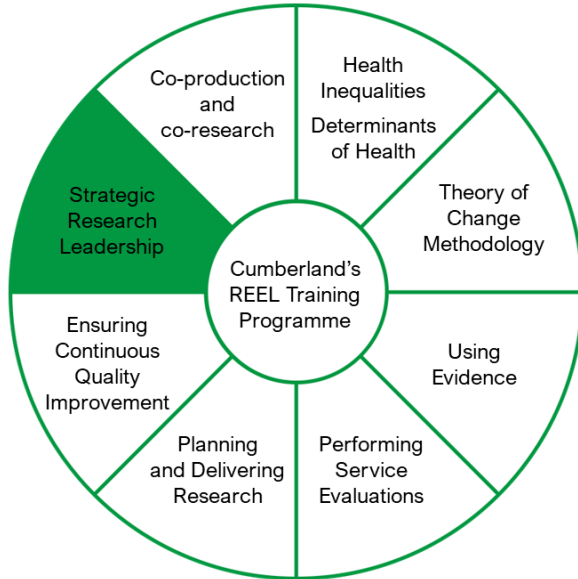 Co-production
and
co-research
Health
Inequalities
Determinants
of Health
Theory of
Change
Methodology
Using
Evidence
Performing
Service
Evaluations
Planning
and Delivering
Research
Ensuring
Continuous
Quality
Improvement
Strategic
Research
Leadership
Cumberland’s
REEL Training
Programme